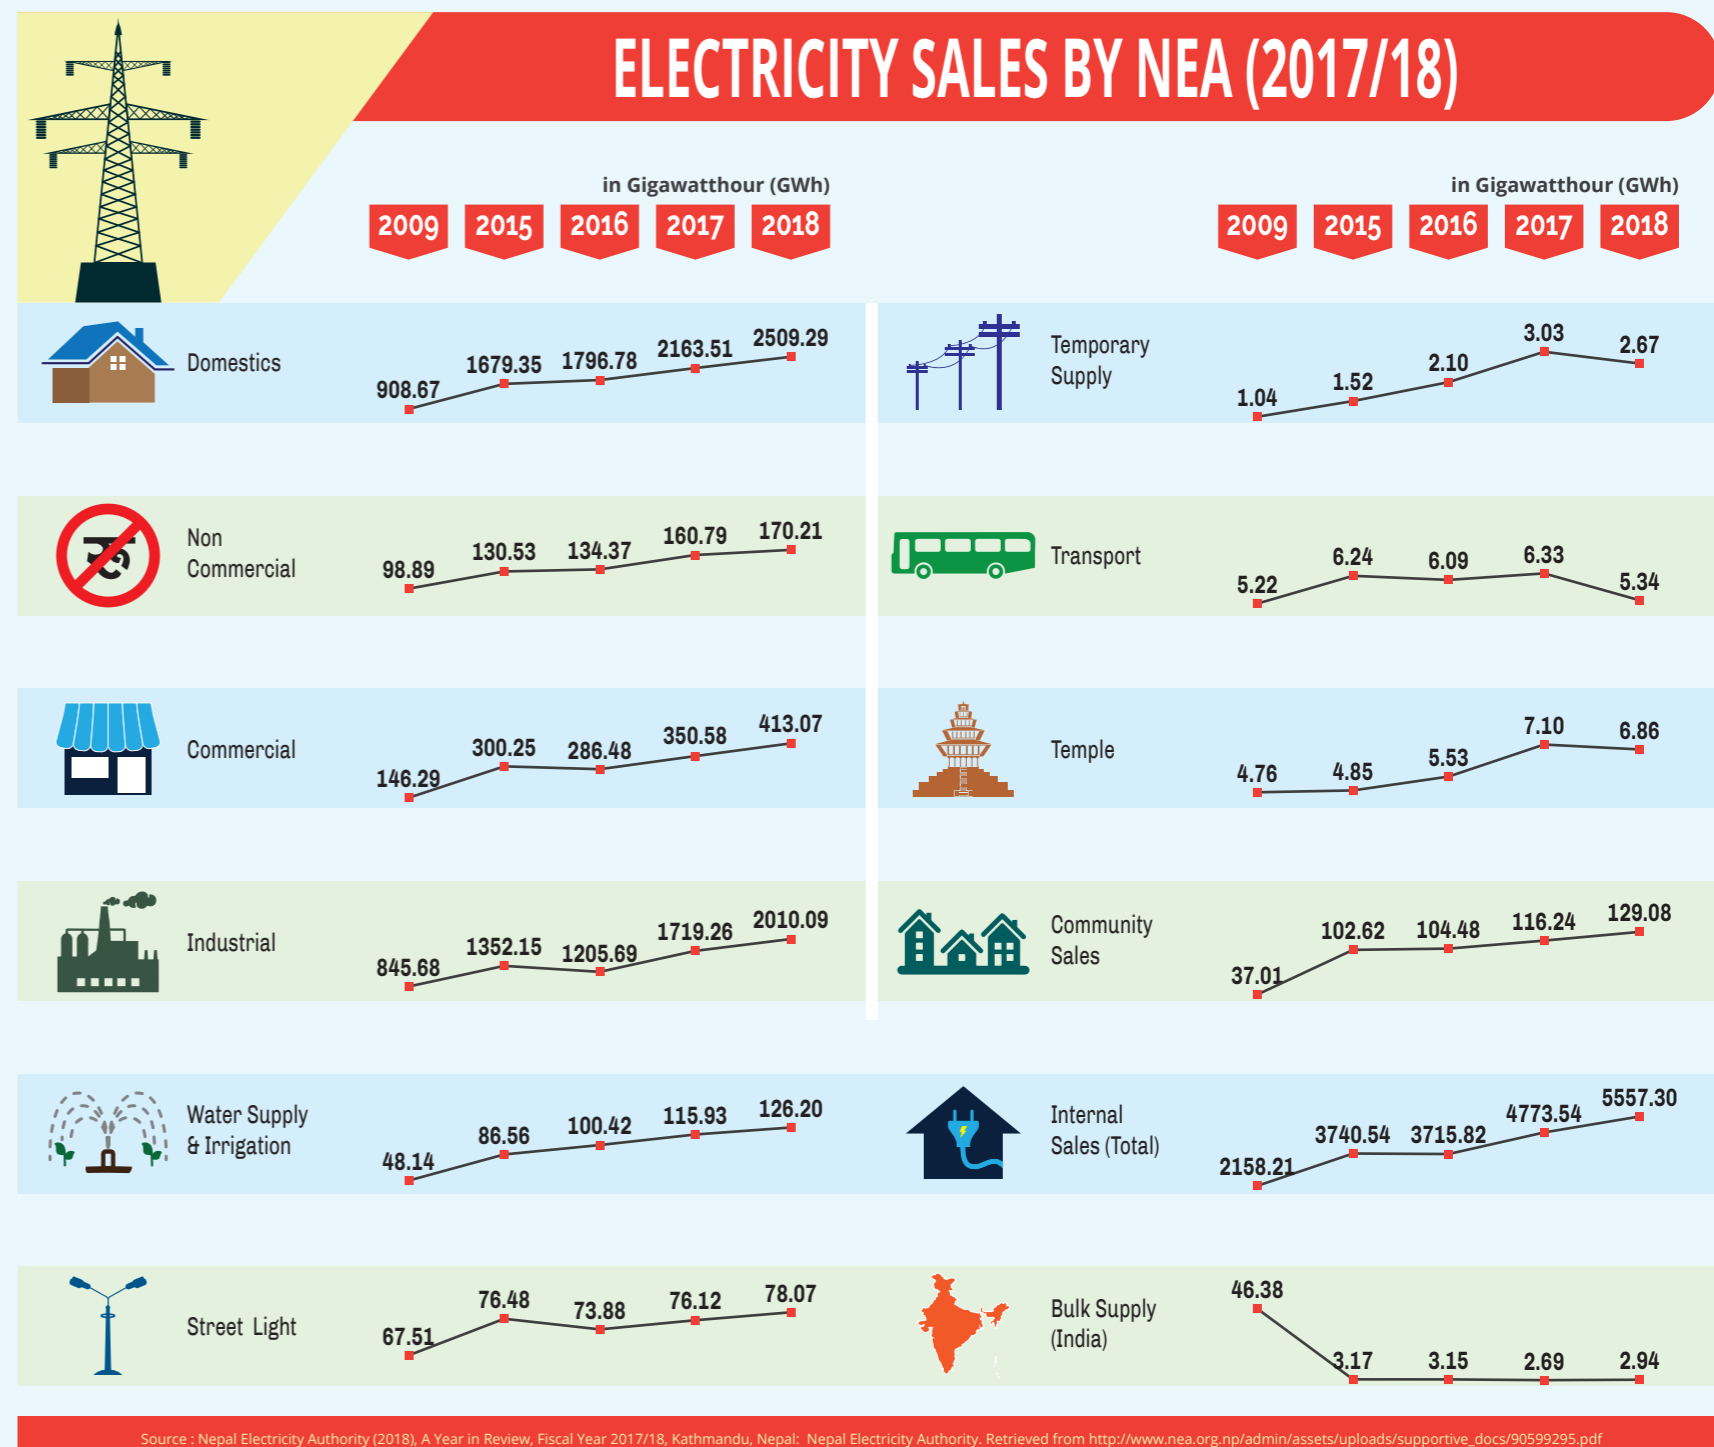 ELECTRICITY SALES BY NEA (2017/18)
in Gigawatthour (GWh)
2009 2015 2016 2017 2018
Domestics
908.67 1679.35 1796.78 2163.51 2509.29
Non
Commercial
98.89 130.53 134.37 160.79 170.21
Commercial
146.29 300.25 286.48 350.58 413.07
Industrial
845.68 1352.15 1205.69 1719.26 2010.09
Water Supply
& Irrigation
48.14 86.56 100.42 115.93 126.20
Street Light
67.51 76.48 73.88 76.12 78.07
in Gigawatthour (GWh)
2009 2015 2016 2017 2018
Temporary
Supply
1.04 1.52 2.10 3.03 2.67
Transport
5.22 6.24 6.09 6.33 5.34
Temple
4.76 4.85 5.53 7.10 6.86
Community
Sales
37.01 102.62 104.48 116.24 129.08
Internal
Sales (Total)
2158.21 3740.54 3715.82 4773.54 5557.30
Bulk Supply
(India)
46.38 3.17 3.15 2.69 2.94
Source : Nepal Electricity Authority (2018), A Year in Review, Fiscal Year 2017/18, Kathmandu, Nepal: Nepal Electricity Authority. Retrieved from http://www.nea.org.np/admin/assets/uploads/supportive_docs/90599295.pdf